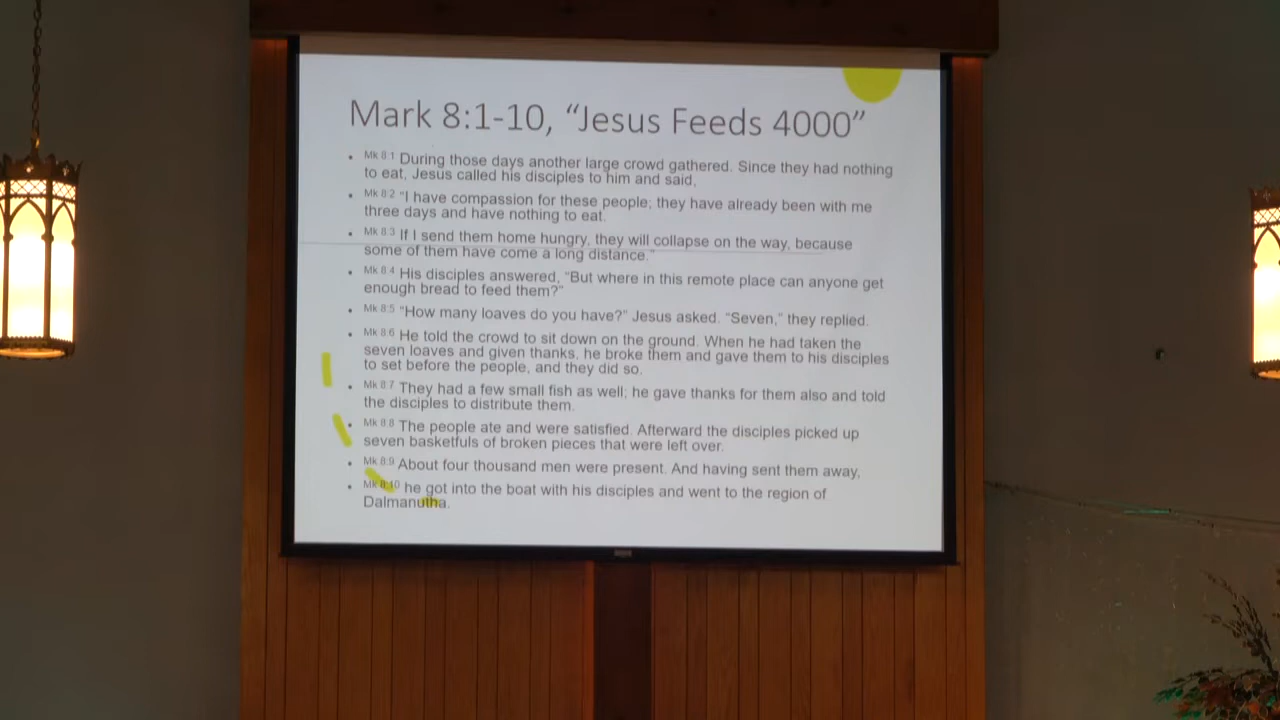 Mark 8:1-10, “Jesus Feeds 4000”
• Mk 8:1 During those days another large crowd gathered. Since they had nothing
to eat, Jesus called his disciples to him and said,
• Mk 8:2 “I have compassion for these people; they have already been with me
three days and have nothing to eat.
• Mk 8:3 If I send them home hungry, they will collapse on the way, because
some of them have come a long distance.”
• Mk 8:4 His disciples answered, “But where in this remote place can anyone get
enough bread to feed them?”
• Mk 8:5 “How many loaves do you have?” Jesus asked. “Seven,” they replied.
• Mk 8:6 He told the crowd to sit down on the ground. When he had taken the
seven loaves and given thanks, he broke them and gave them to his disciples
to set before the people, and they did so.
• Mk 8:7 They had a few small fish as well; he gave thanks for them also and told
the disciples to distribute them.
• Mk 8:8 The people ate and were satisfied. Afterward the disciples picked up
seven basketfuls of broken pieces that were left over.
• Mk 8:9 About four thousand men were present. And having sent them away,
• Mk 8:10 he got into the boat with his disciples and went to the region of
Dalmanutha.